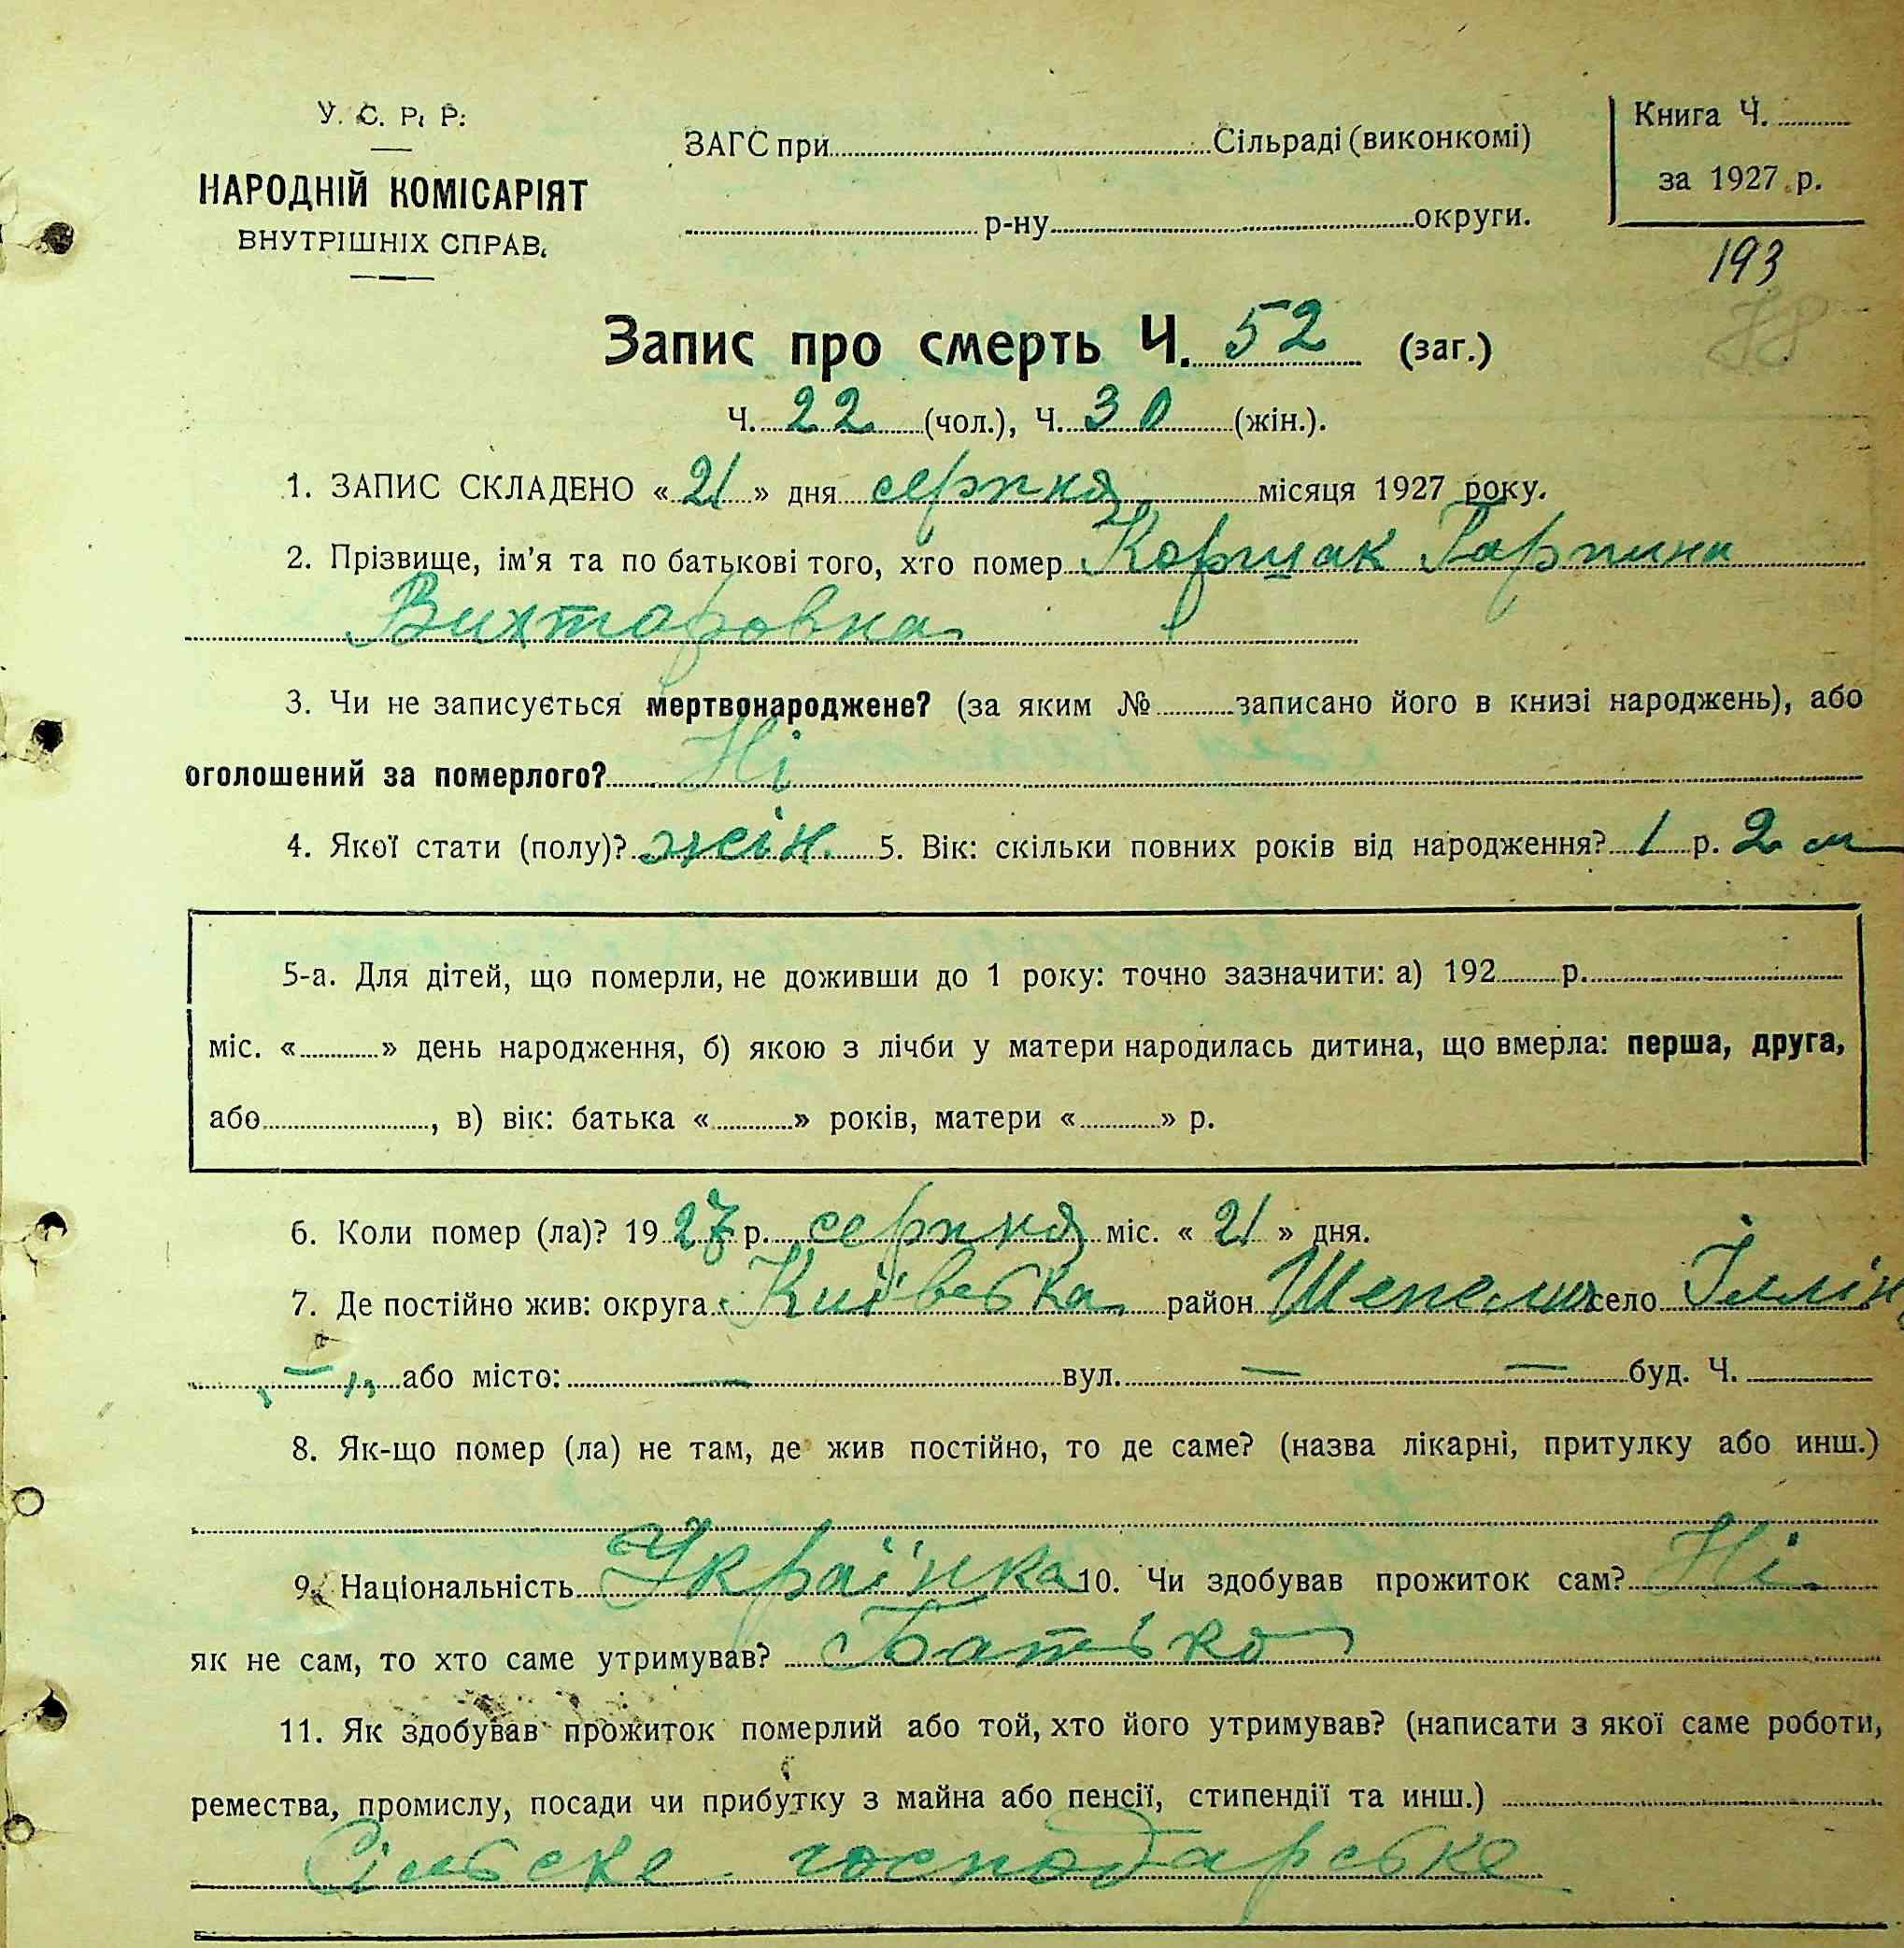 У. С. Р. Р.
НАРОДНІЙ КОМІСАРІЯТ
ВНУТРІШНІХ СПРАВ.
ЗАГС при Сільраді (виконкомі)
р-ну округи.
Книга Ч.
за 1927 р.
193
Запис про смерть Ч. 52 (заг.)
Ч. 22 (чол.), Ч. 30 (жін.).
1. ЗАПИС СКЛАДЕНО « 21 » дня серпня місяця 1927 року.
2. Прізвище, ім'я та по батькові того, хто помер Коршак Гарпина
Вихторовна
3. Чи не записується мертвонароджене? (за яким № записано його в книзі народжень), або
оголошений за померлого? Ні
4. Якої стати (полу)? жін. 5. Вік: скільки повних років від народження? 1 р. 2 м
5-а. Для дітей, що померли, не доживши до 1 року: точно зазначити: а) 192 р.
міс. « » день народження, б) якою з лічби у матери народилась дитина, що вмерла: перша, друга,
або , в) вік: батька « » років, матери « » р.
6. Коли помер (ла)? 19 27 р. серпня міс. « 21 » дня.
7. Де постійно жив: округа Київська район Шепели село Іллін
або місто: — вул. — — буд. Ч.
8. Як-що помер (ла) не там, де жив постійно, то де саме? (назва лікарні, притулку або инш.)
9. Національність Українка 10. Чи здобував прожиток сам? Ні
як не сам, то хто саме утримував? Батько
11. Як здобував прожиток померлий або той, хто його утримував? (написати з якої саме роботи,
ремества, промислу, посади чи прибутку з майна або пенсії, стипендії та инш.)
Сільске господарське